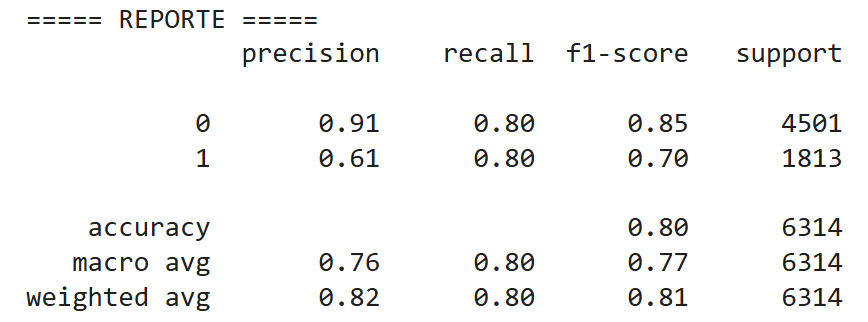 ===== REPORTE =====
precision recall f1-score support
0 0.91 0.80 0.85 4501
1 0.61 0.80 0.70 1813
accuracy 0.80 6314
macro avg 0.76 0.80 0.77 6314
weighted avg 0.82 0.80 0.81 6314